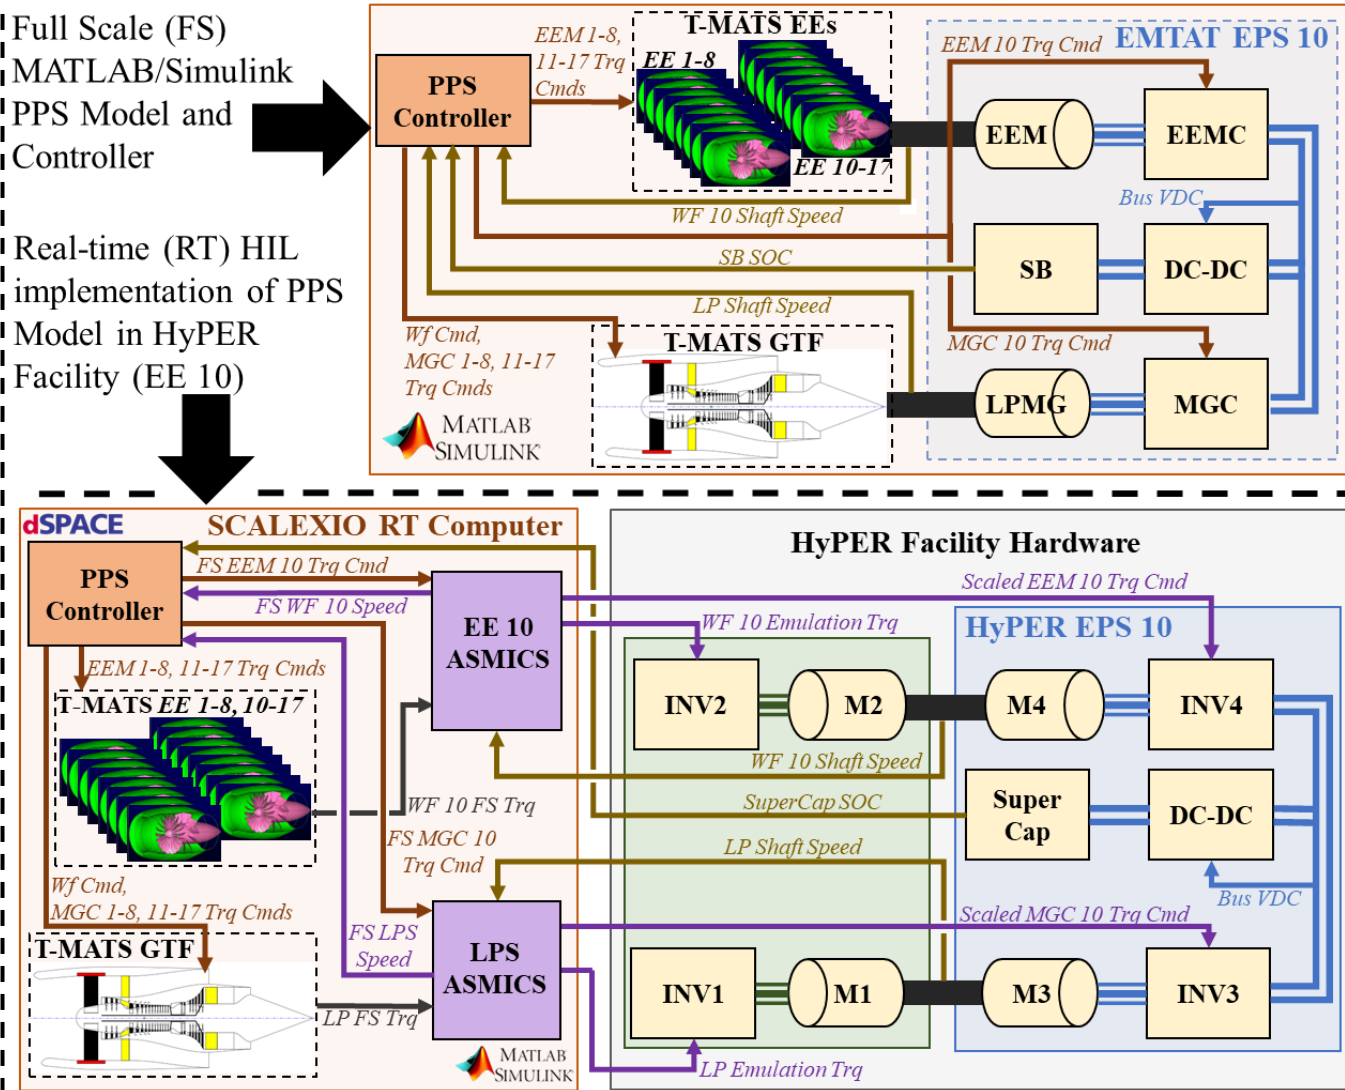 Full Scale (FS)
MATLAB/Simulink
PPS Model and
Controller
Real-time (RT) HIL
implementation of PPS
Model in HyPER
Facility (EE 10)
PPS
Controller
EEM 1-8,
11-17 Trq
Cmds
T-MATS EEs
EE 1-8
EE 10-17
EEM 10 Trq Cmd
EMTAT EPS 10
EEM
EEMC
WF 10 Shaft Speed
Bus VDC
SB SOC
SB
DC-DC
LP Shaft Speed
Wf Cmd,
MGC 1-8, 11-17
Trq Cmds
T-MATS GTF
MGC 10 Trq Cmd
LPMG
MGC
MATLAB
SIMULINK
dSPACE
SCALEXIO RT Computer
PPS
Controller
FS EEM 10 Trq Cmd
FS WF 10 Speed
EE 10
ASMICS
EEM 1-8, 11-17 Trq Cmds
T-MATS EE 1-8, 10-17
WF 10 FS Trq
FS MGC 10
Trq Cmd
Wf Cmd,
MGC 1-8, 11-17 Trq Cmds
T-MATS GTF
FS LPS
Speed
LPS
ASMICS
LP FS Trq
MATLAB
SIMULINK
HyPER Facility Hardware
Scaled EEM 10 Trq Cmd
WF 10 Emulation Trq
HyPER EPS 10
INV2
M2
M4
INV4
WF 10 Shaft Speed
SuperCap SOC
Super
Cap
DC-DC
LP Shaft Speed
Bus VDC
Scaled MGC 10 Trq Cmd
INV1
M1
M3
INV3
LP Emulation Trq